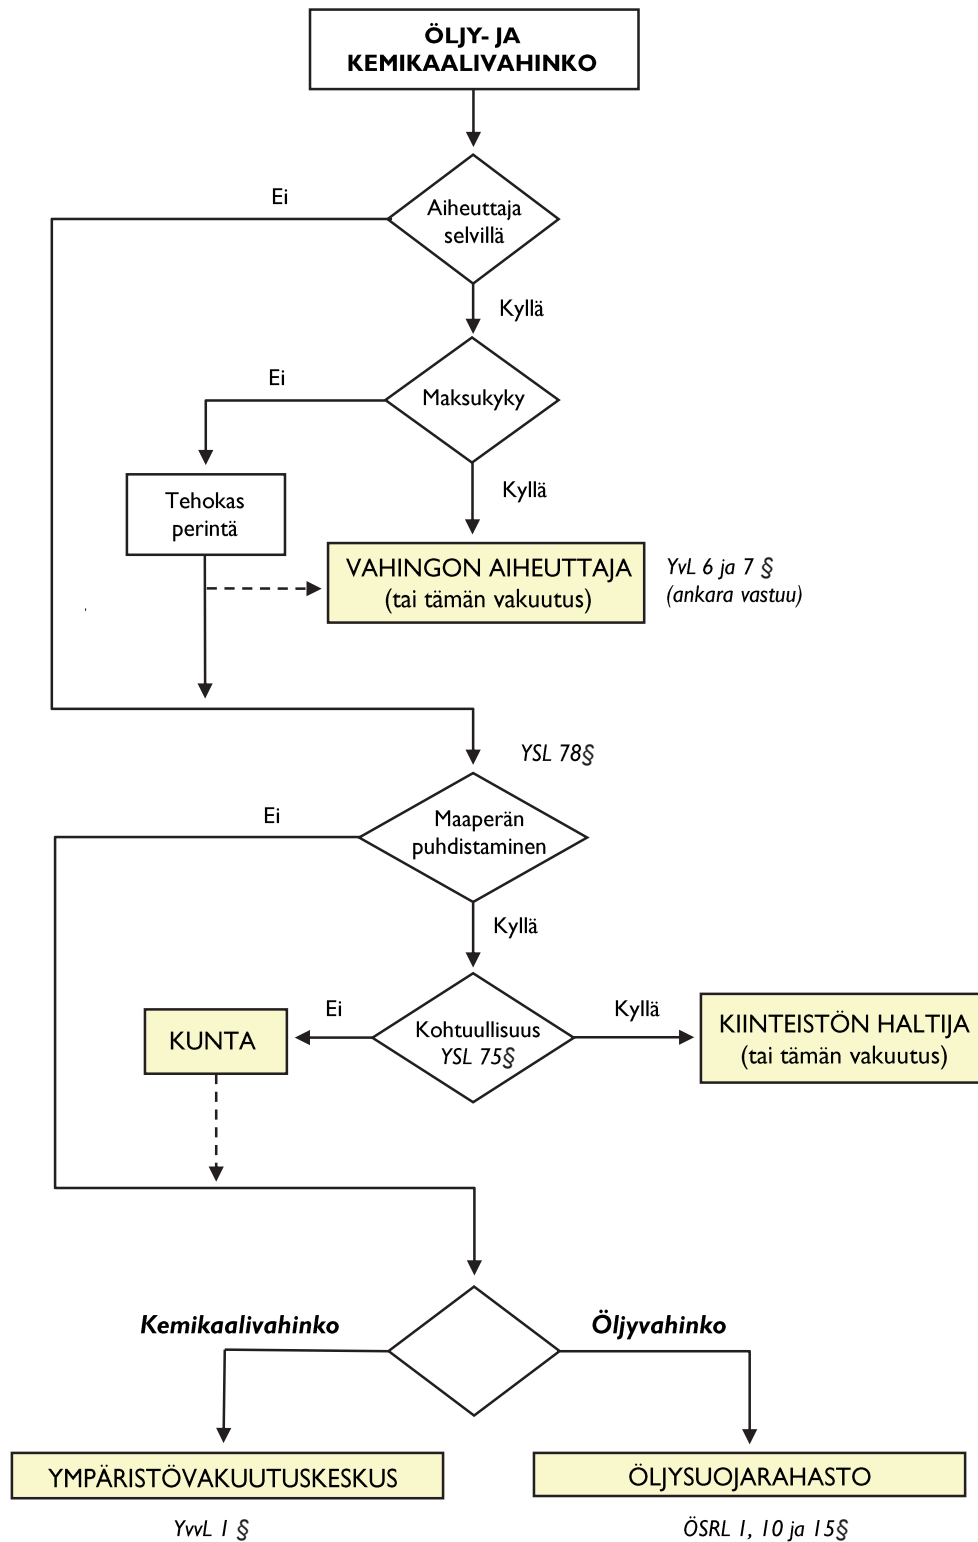 ÖLJY- JA
KEMIKAALIVAHINKO
Ei
Aiheuttaja
selvillä
Kyllä
Ei
Maksukyky
Kyllä
Tehokas
perintä
VAHINGON AIHEUTTAJA
(tai tämän vakuutus)
YvL 6 ja 7 §
(ankara vastuu)
YSL 78§
Ei
Maaperän
puhdistaminen
Kyllä
Ei
Kohtuullisuus
YSL 75§
Kyllä
KUNTA
KIINTEISTÖN HALTIJA
(tai tämän vakuutus)
Kemikaalivahinko
Öljyvahinko
YMPÄRISTÖVAKUUTUSKESKUS
ÖLJYSUOJARAHASTO
YvvL 1 §
ÖSRL 1, 10 ja 15§